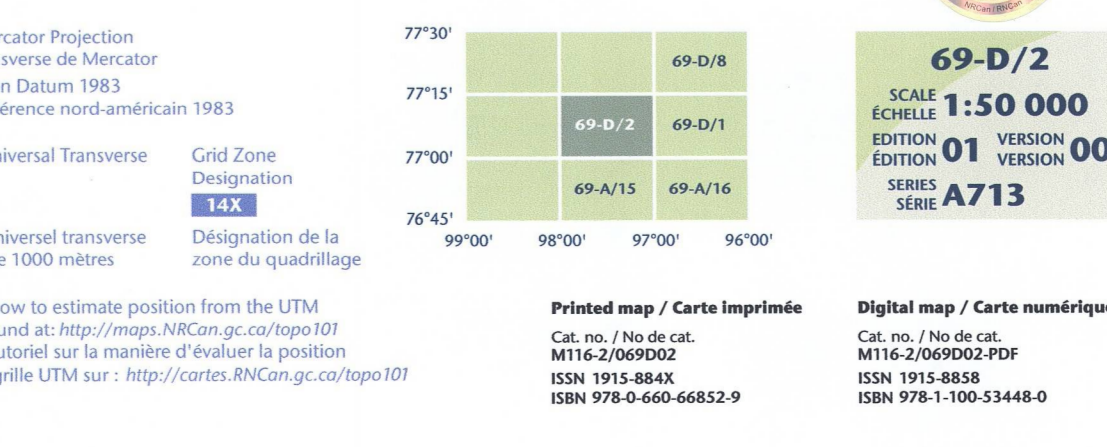 rcator Projection
sverse de Mercator
n Datum 1983
érence nord-américain 1983
niversal Transverse
Grid Zone
Designation
14X
niversel transverse
e 1000 mètres
Désignation de la
zone du quadrillage
ow to estimate position from the UTM
und at: http://maps.NRCan.gc.ca/topo101
utoriel sur la manière d'évaluer la position
grille UTM sur : http://cartes.RNCan.gc.ca/topo101
77°30'
69-D/8
77°15'
69-D/2 69-D/1
77°00'
69-A/15 69-A/16
76°45'
99°00' 98°00' 97°00' 96°00'
Printed map / Carte imprimée
Cat. no. / No de cat.
M116-2/069D02
ISSN 1915-884X
ISBN 978-0-660-66852-9
NRCan / RNCan
69-D/2
SCALE
ÉCHELLE 1:50 000
EDITION
ÉDITION 01 VERSION
VERSION 00
SERIES
SÉRIE A713
Digital map / Carte numérique
Cat. no. / No de cat.
M116-2/069D02-PDF
ISSN 1915-8858
ISBN 978-1-100-53448-0